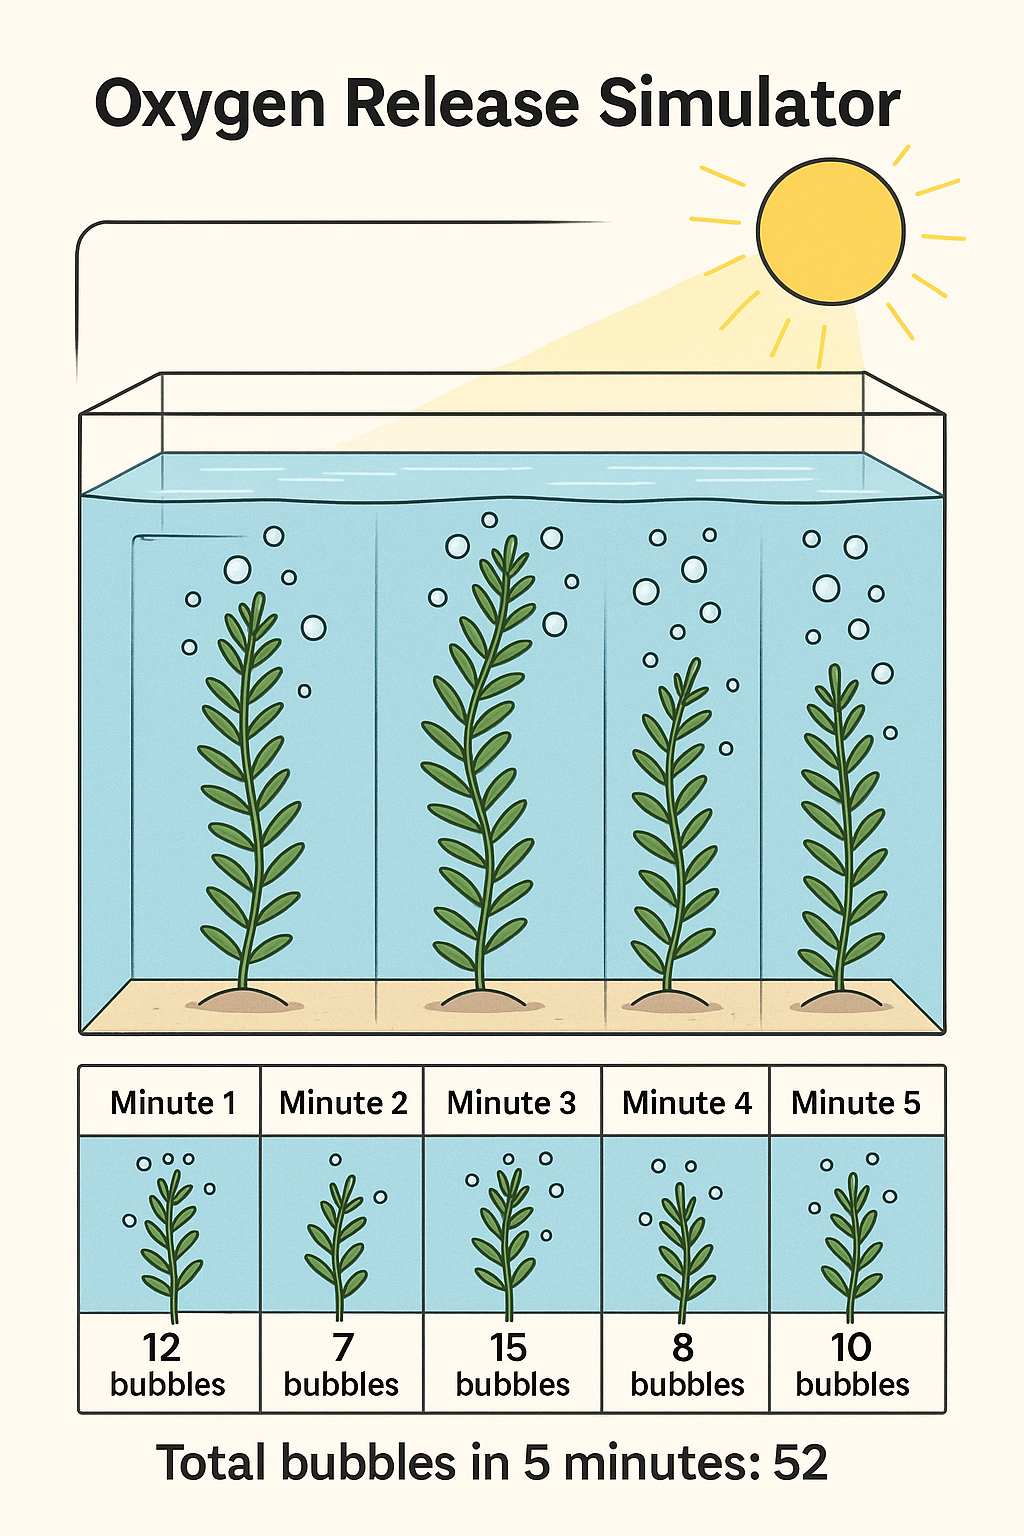 Oxygen Release Simulator
Minute 1
Minute 2
Minute 3
Minute 4
Minute 5
12
bubbles
7
bubbles
15
bubbles
8
bubbles
10
bubbles
Total bubbles in 5 minutes: 52